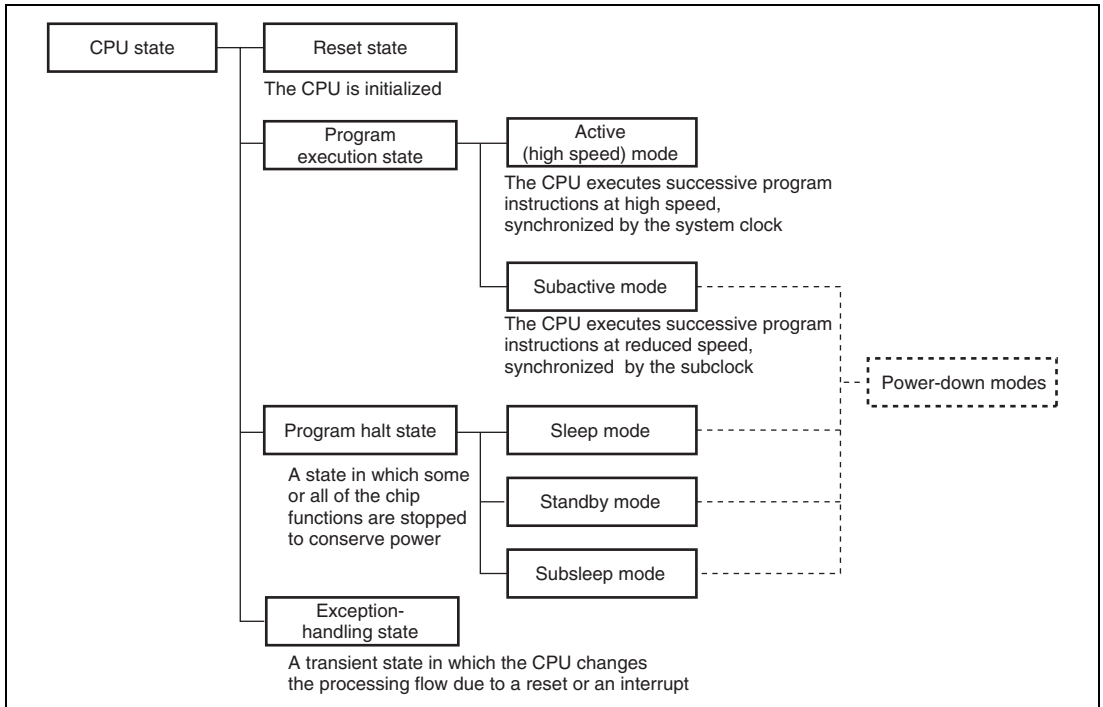 CPU state
Reset state
The CPU is initialized
Program
execution state
Active
(high speed) mode
The CPU executes successive program
instructions at high speed,
synchronized by the system clock
Subactive mode
The CPU executes successive program
instructions at reduced speed,
synchronized by the subclock
Power-down modes
Program halt state
Sleep mode
A state in which some
or all of the chip
functions are stopped
to conserve power
Standby mode
Subsleep mode
Exception-
handling state
A transient state in which the CPU changes
the processing flow due to a reset or an interrupt